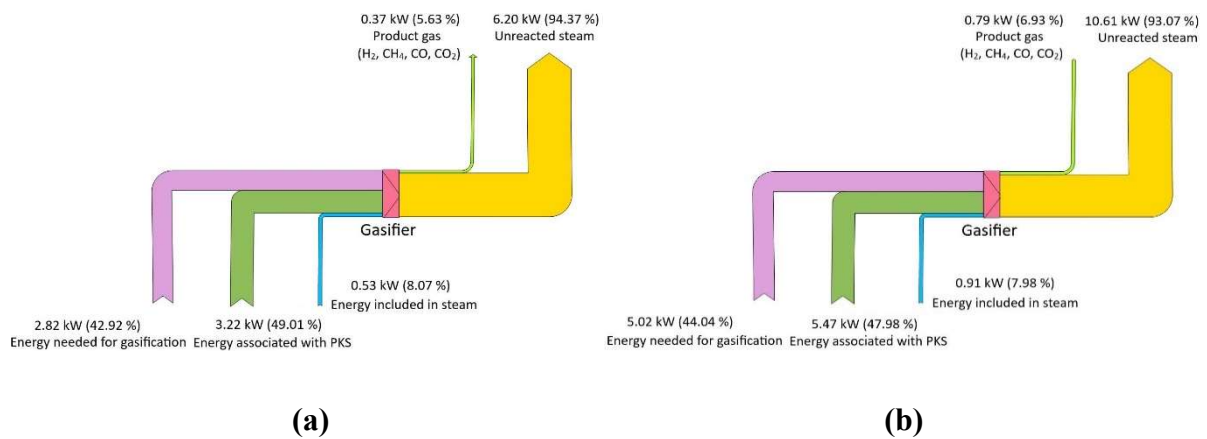 0.37 kW (5.63 %)
Product gas
(H₂, CH₄, CO, CO₂)
6.20 kW (94.37 %)
Unreacted steam
Gasifier
0.53 kW (8.07 %)
Energy included in steam
2.82 kW (42.92 %)
Energy needed for gasification
3.22 kW (49.01 %)
Energy associated with PKS
(a)
0.79 kW (6.93 %)
Product gas
(H₂, CH₄, CO, CO₂)
10.61 kW (93.07 %)
Unreacted steam
Gasifier
0.91 kW (7.98 %)
Energy included in steam
5.02 kW (44.04 %)
Energy needed for gasification
5.47 kW (47.98 %)
Energy associated with PKS
(b)